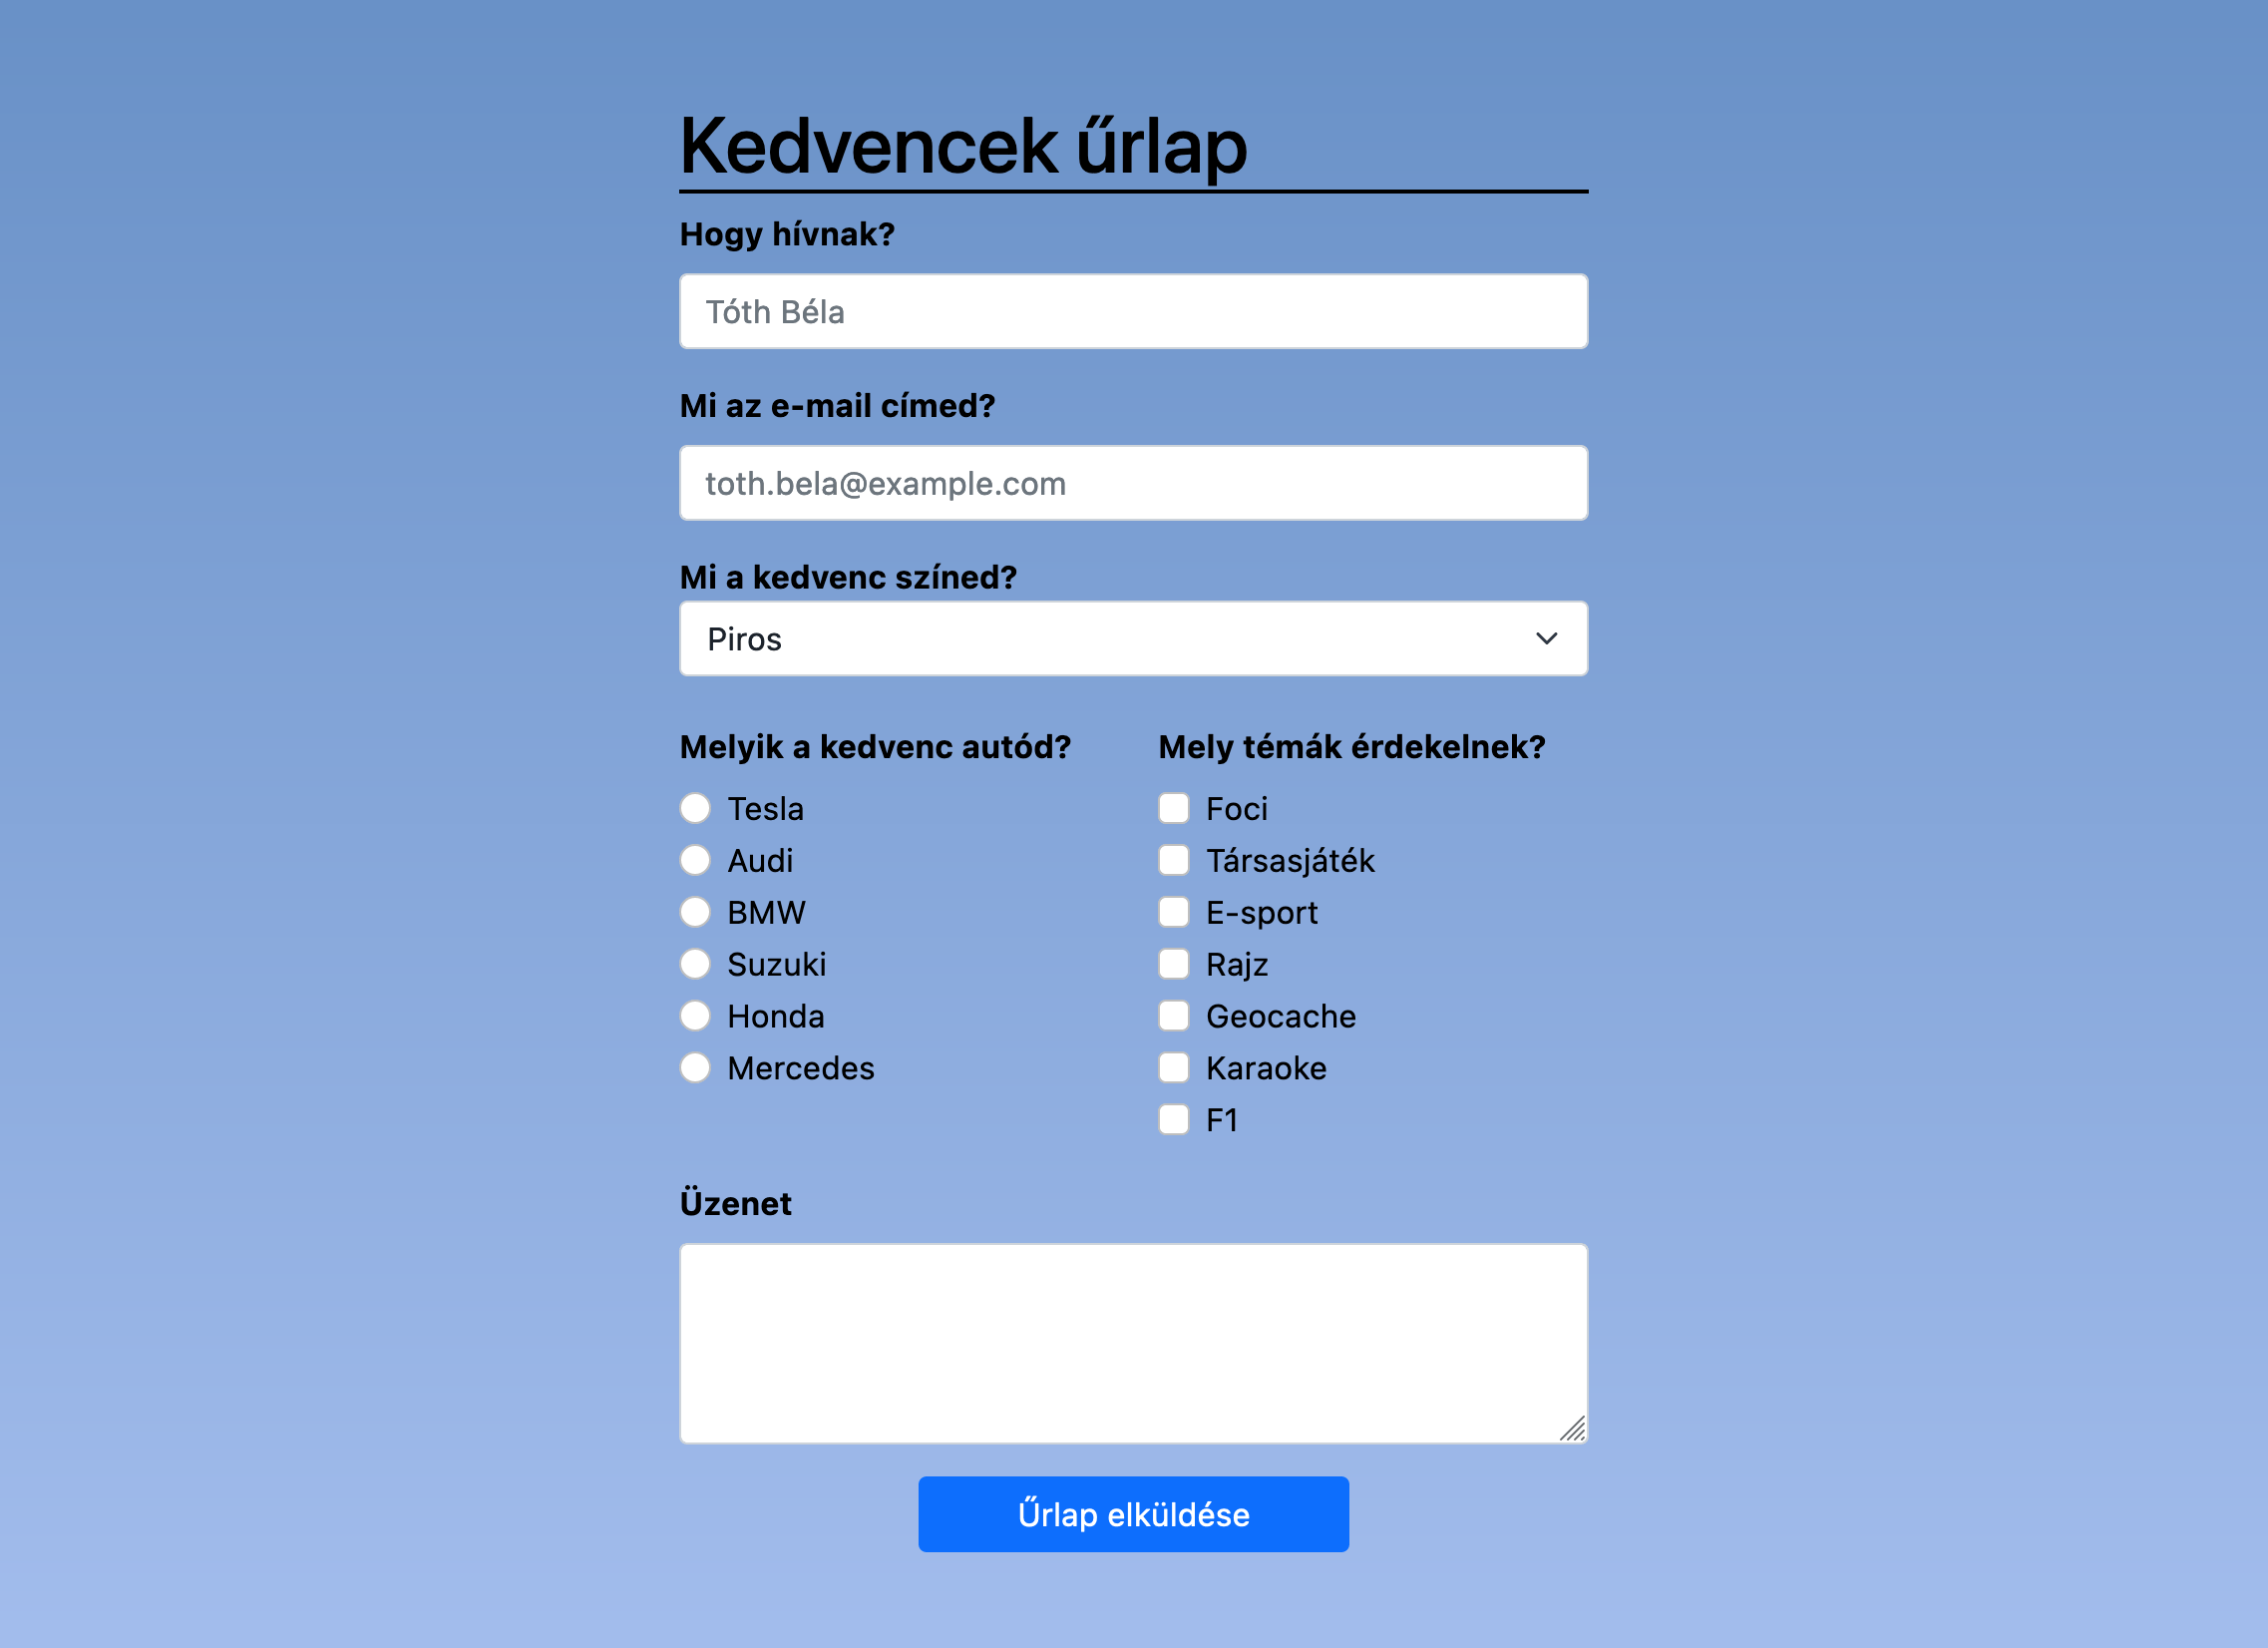 Kedvencek űrlap
Hogy hívnak?
Tóth Béla
Mi az e-mail címed?
toth.bela@example.com
Mi a kedvenc színed?
Piros
Melyik a kedvenc autód?
Tesla
Audi
BMW
Suzuki
Honda
Mercedes
Mely témák érdekelnek?
Foci
Társasjáték
E-sport
Rajz
Geocache
Karaoke
F1
Üzenet
Űrlap elküldése